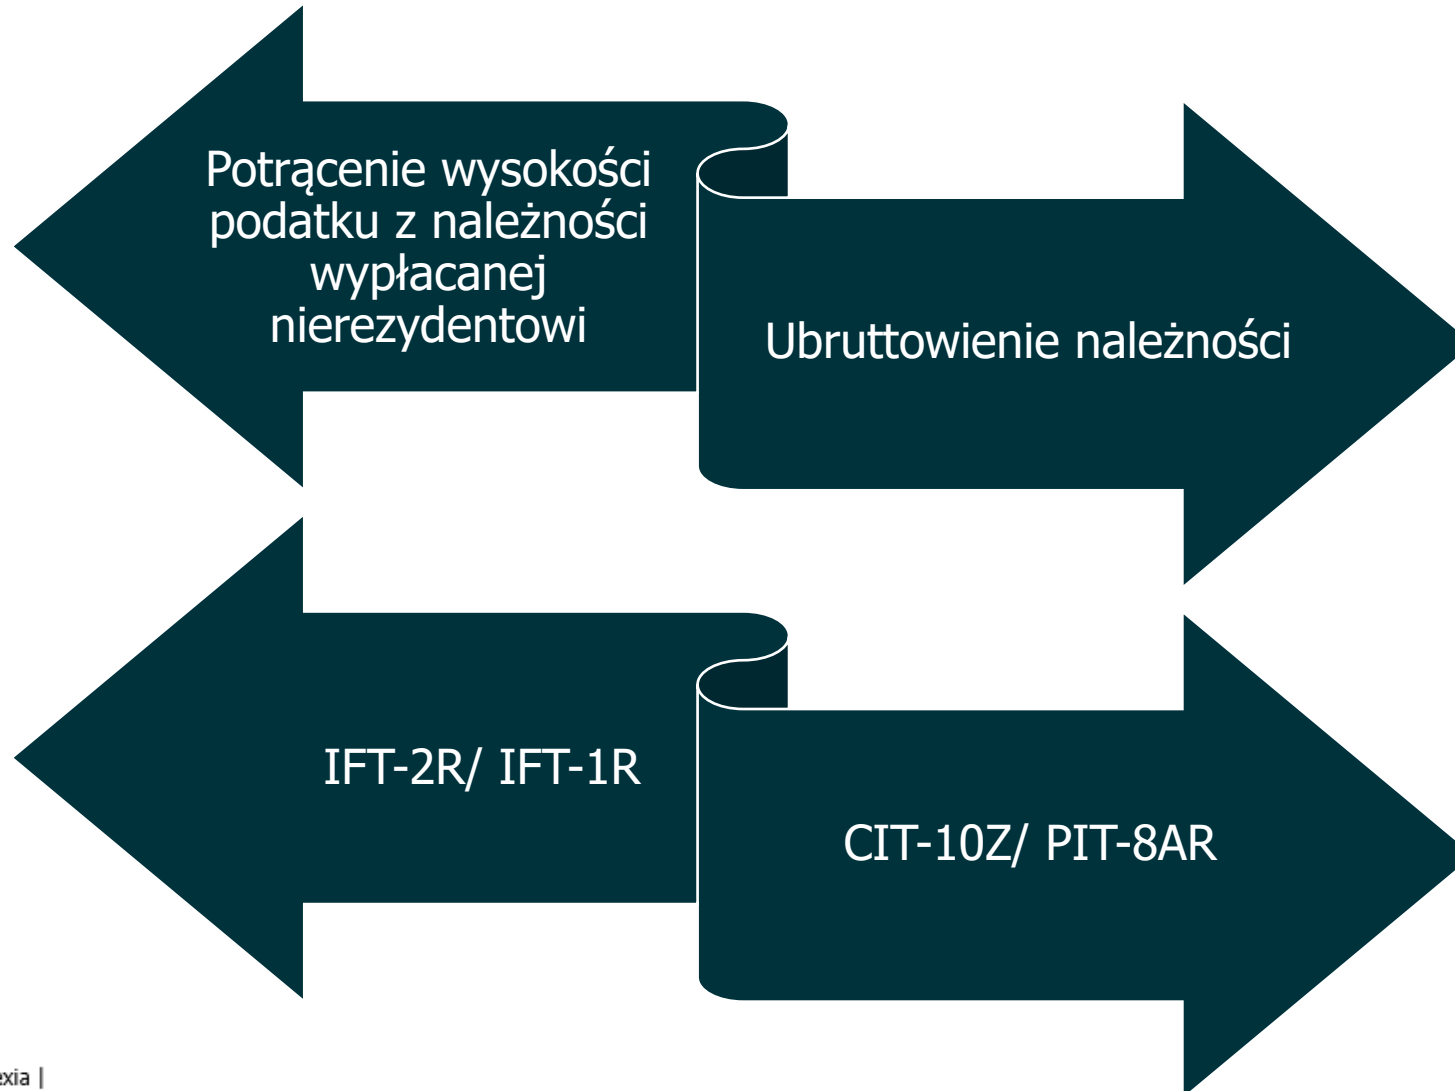 Potrącenie wysokości
podatku z należności
wypłacanej
nierezydentowi
Ubruttowienie należności
IFT-2R/ IFT-1R
CIT-10Z/ PIT-8AR